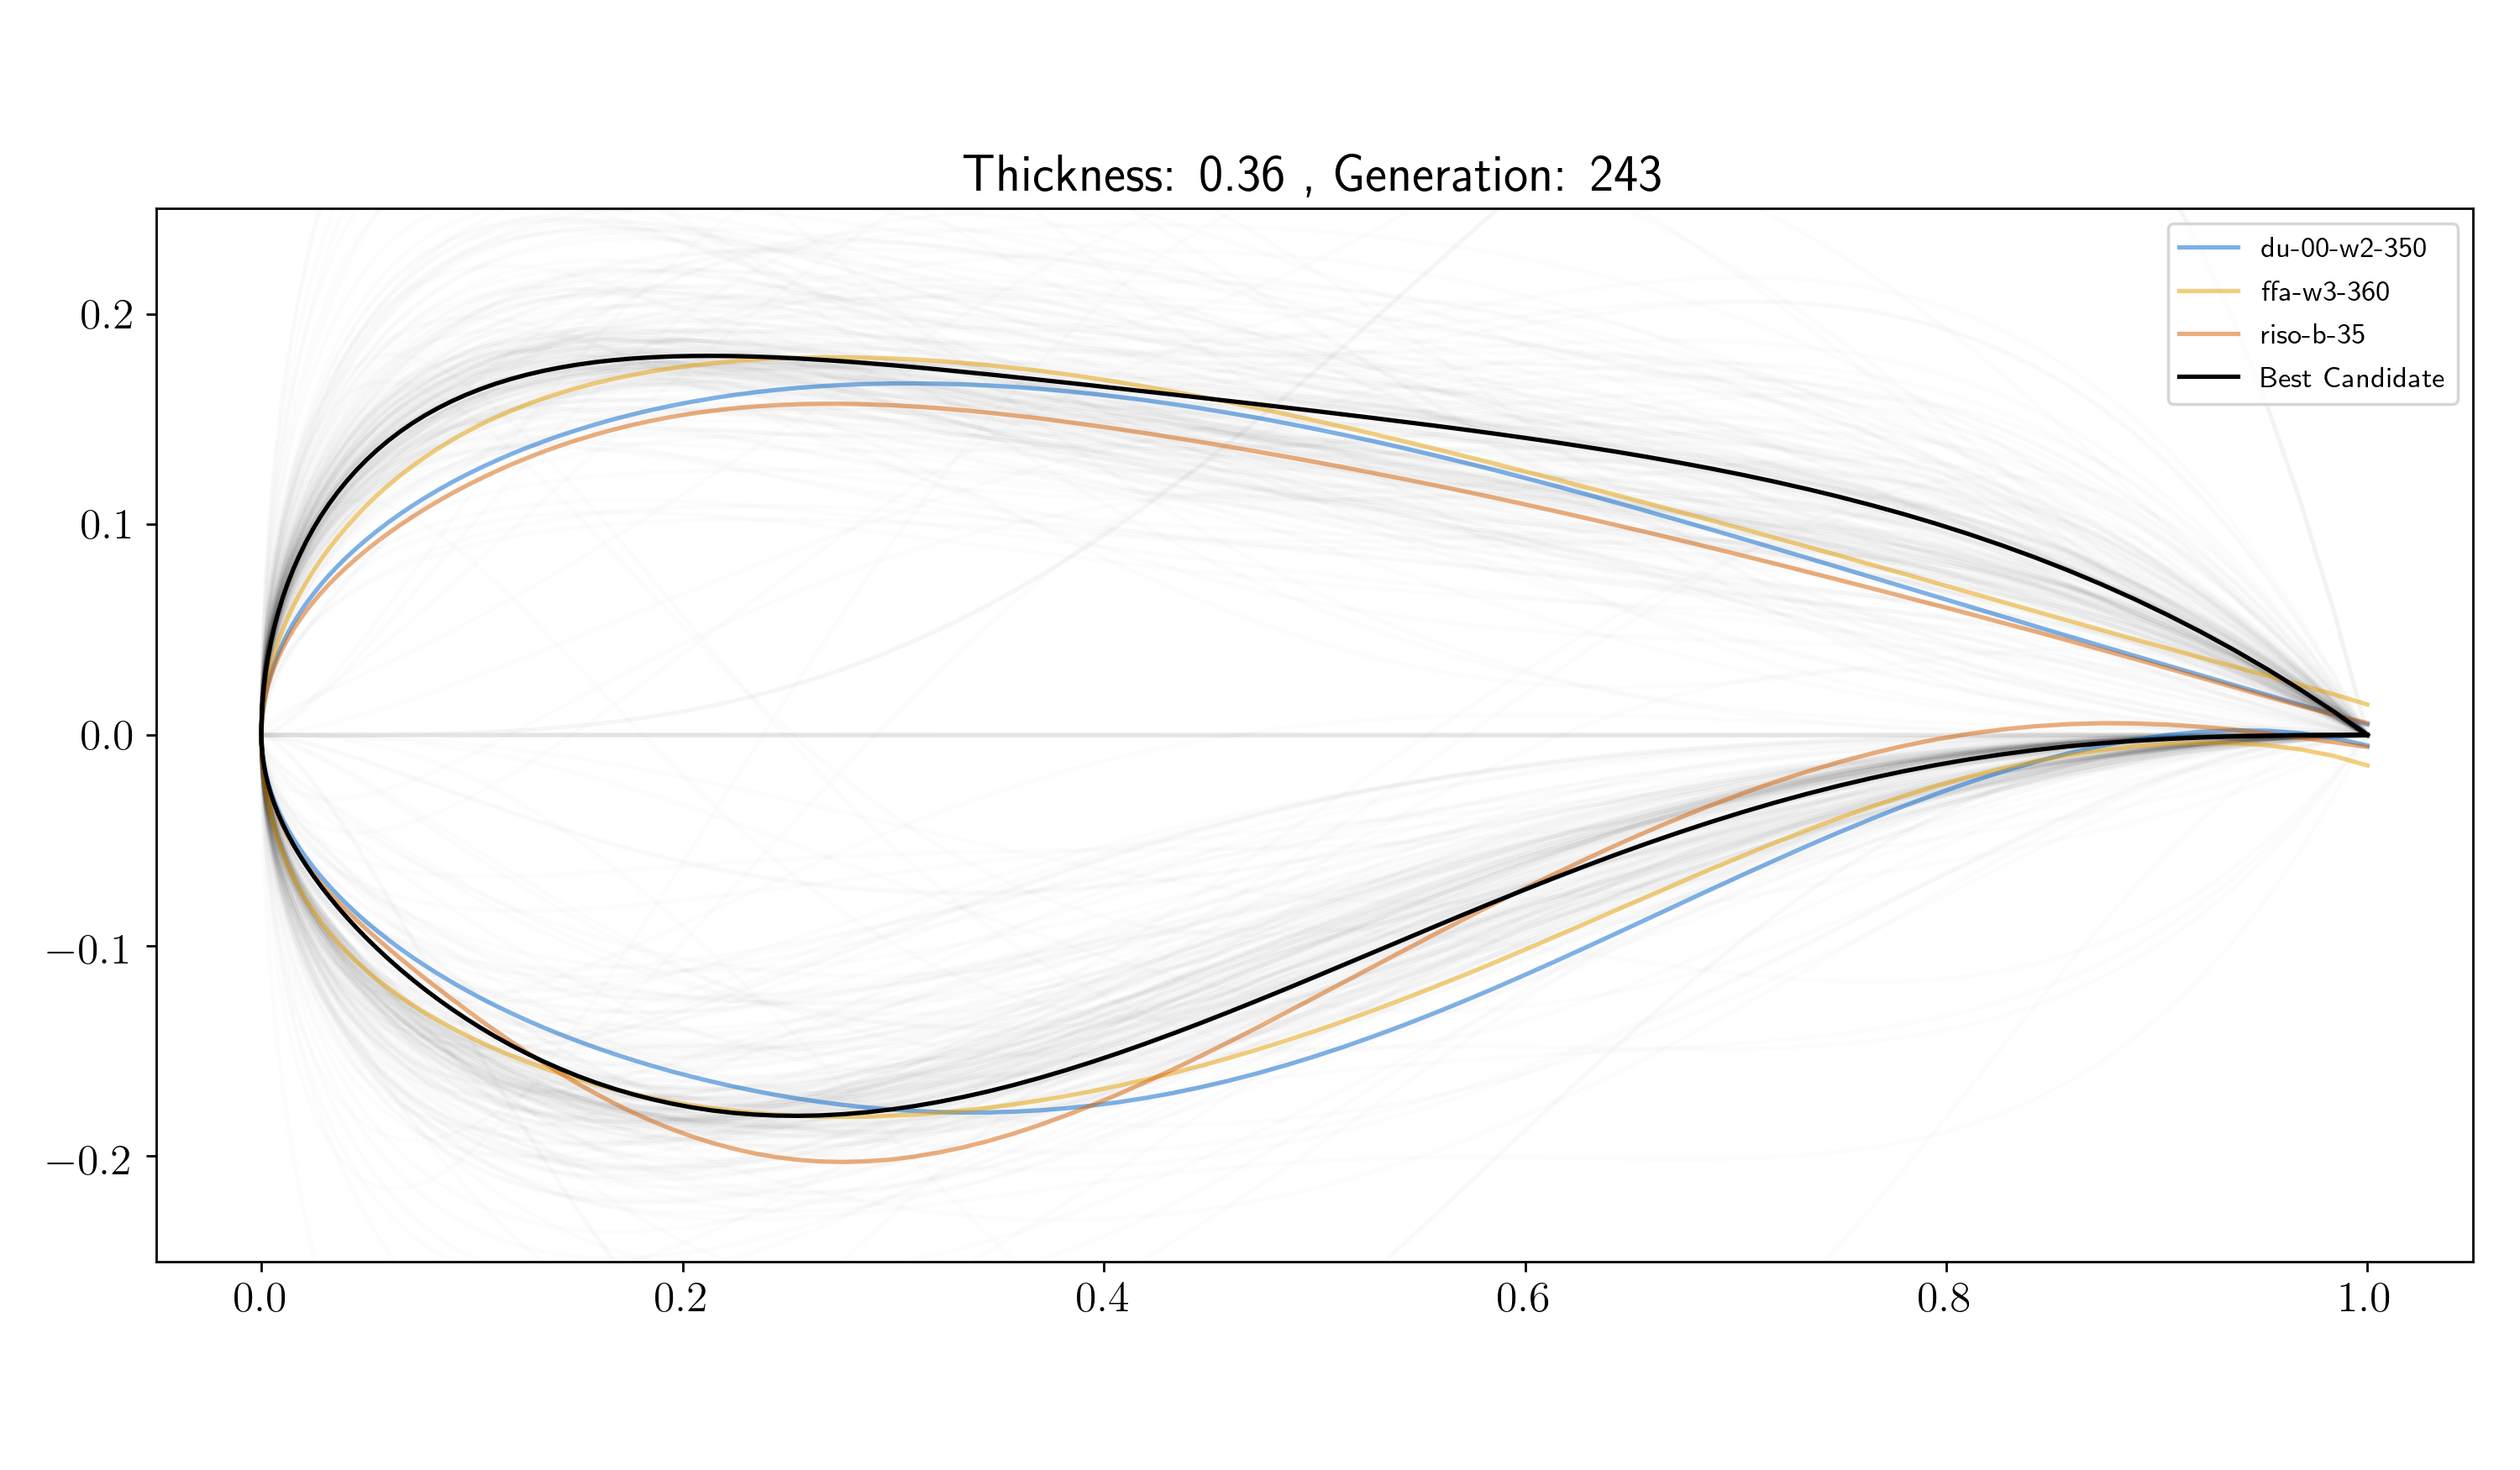 Thickness: 0.36 , Generation: 243
du-00-w2-350
ffa-w3-360
riso-b-35
Best Candidate
0.2
0.1
0.0
−0.1
−0.2
0.0 0.2 0.4 0.6 0.8 1.0